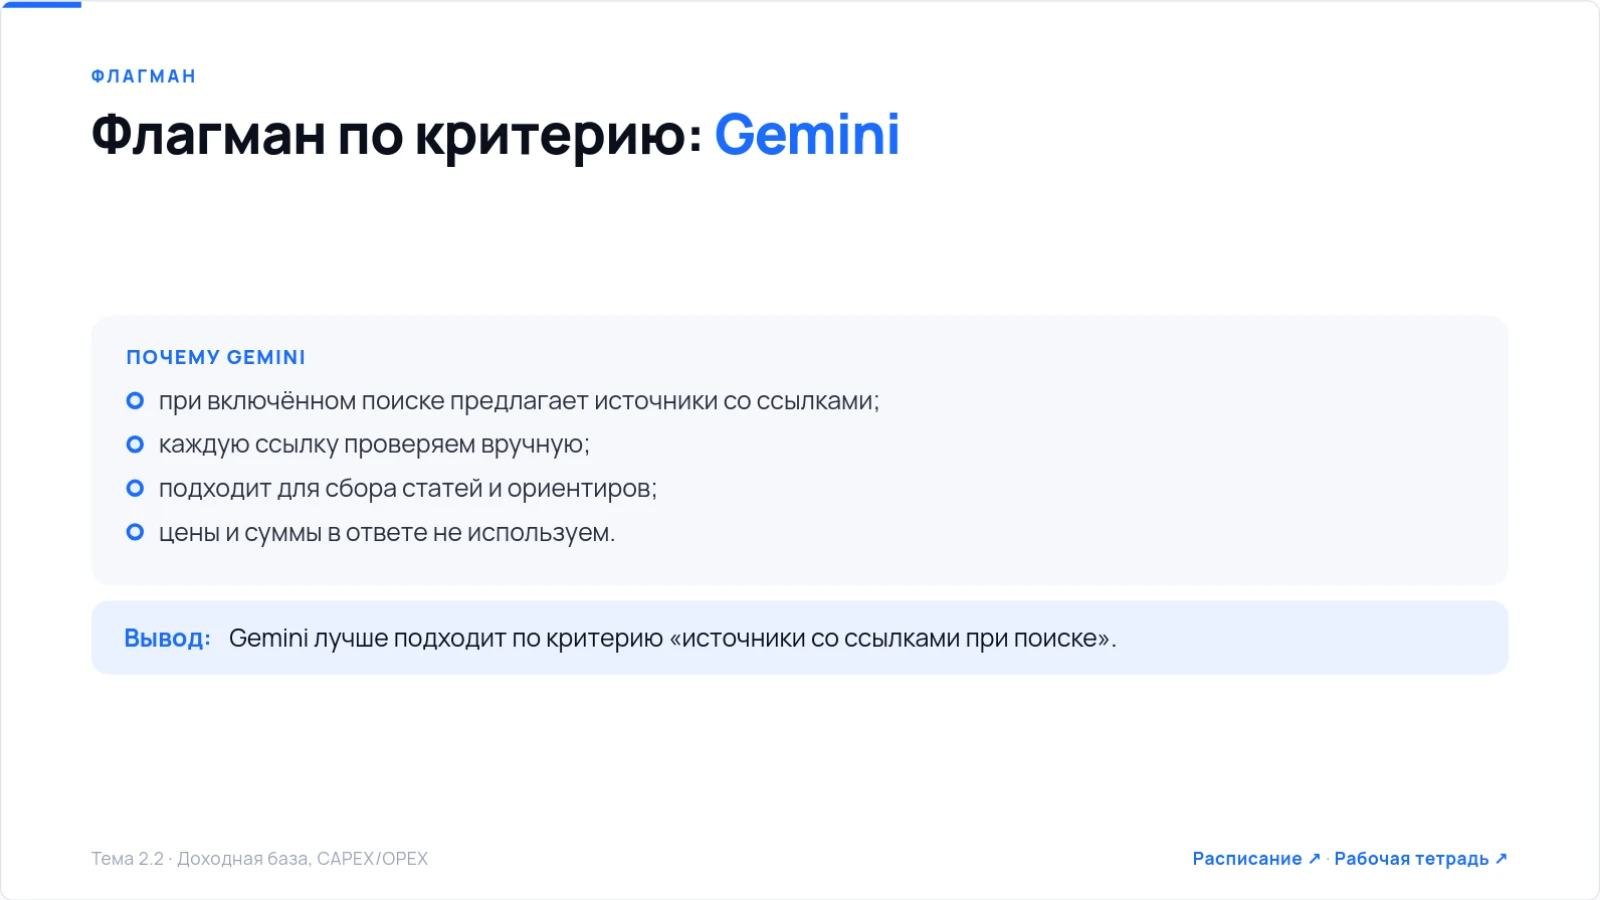 ФЛАГМАН
Флагман по критерию: Gemini
ПОЧЕМУ GEMINI
при включённом поиске предлагает источники со ссылками;
каждую ссылку проверяем вручную;
подходит для сбора статей и ориентиров;
цены и суммы в ответе не используем.
Вывод: Gemini лучше подходит по критерию «источники со ссылками при поиске».
Тема 2.2 · Доходная база, CAPEX/OPEX
Расписание ↗ · Рабочая тетрадь ↗